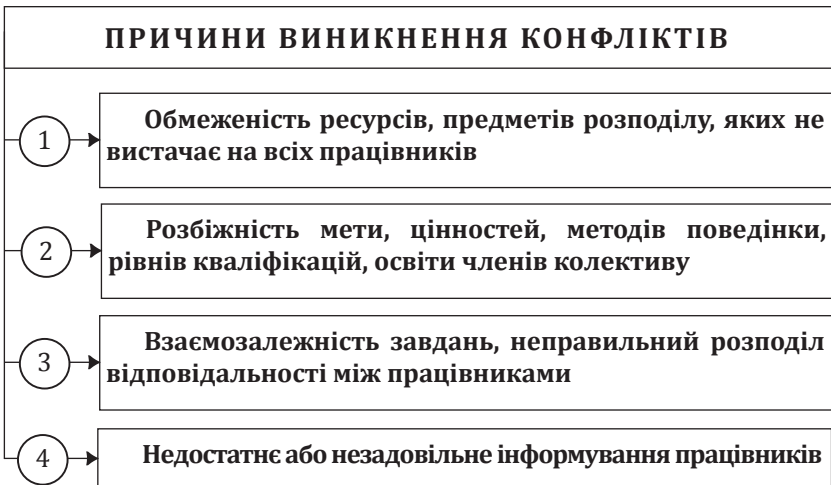 ПРИЧИНИ ВИНИКНЕННЯ КОНФЛІКТІВ
1
Обмеженість ресурсів, предметів розподілу, яких не
вистачає на всіх працівників
2
Розбіжність мети, цінностей, методів поведінки,
рівнів кваліфікацій, освіти членів колективу
3
Взаємозалежність завдань, неправильний розподіл
відповідальності між працівниками
4
Недостатнє або незадовільне інформування працівників